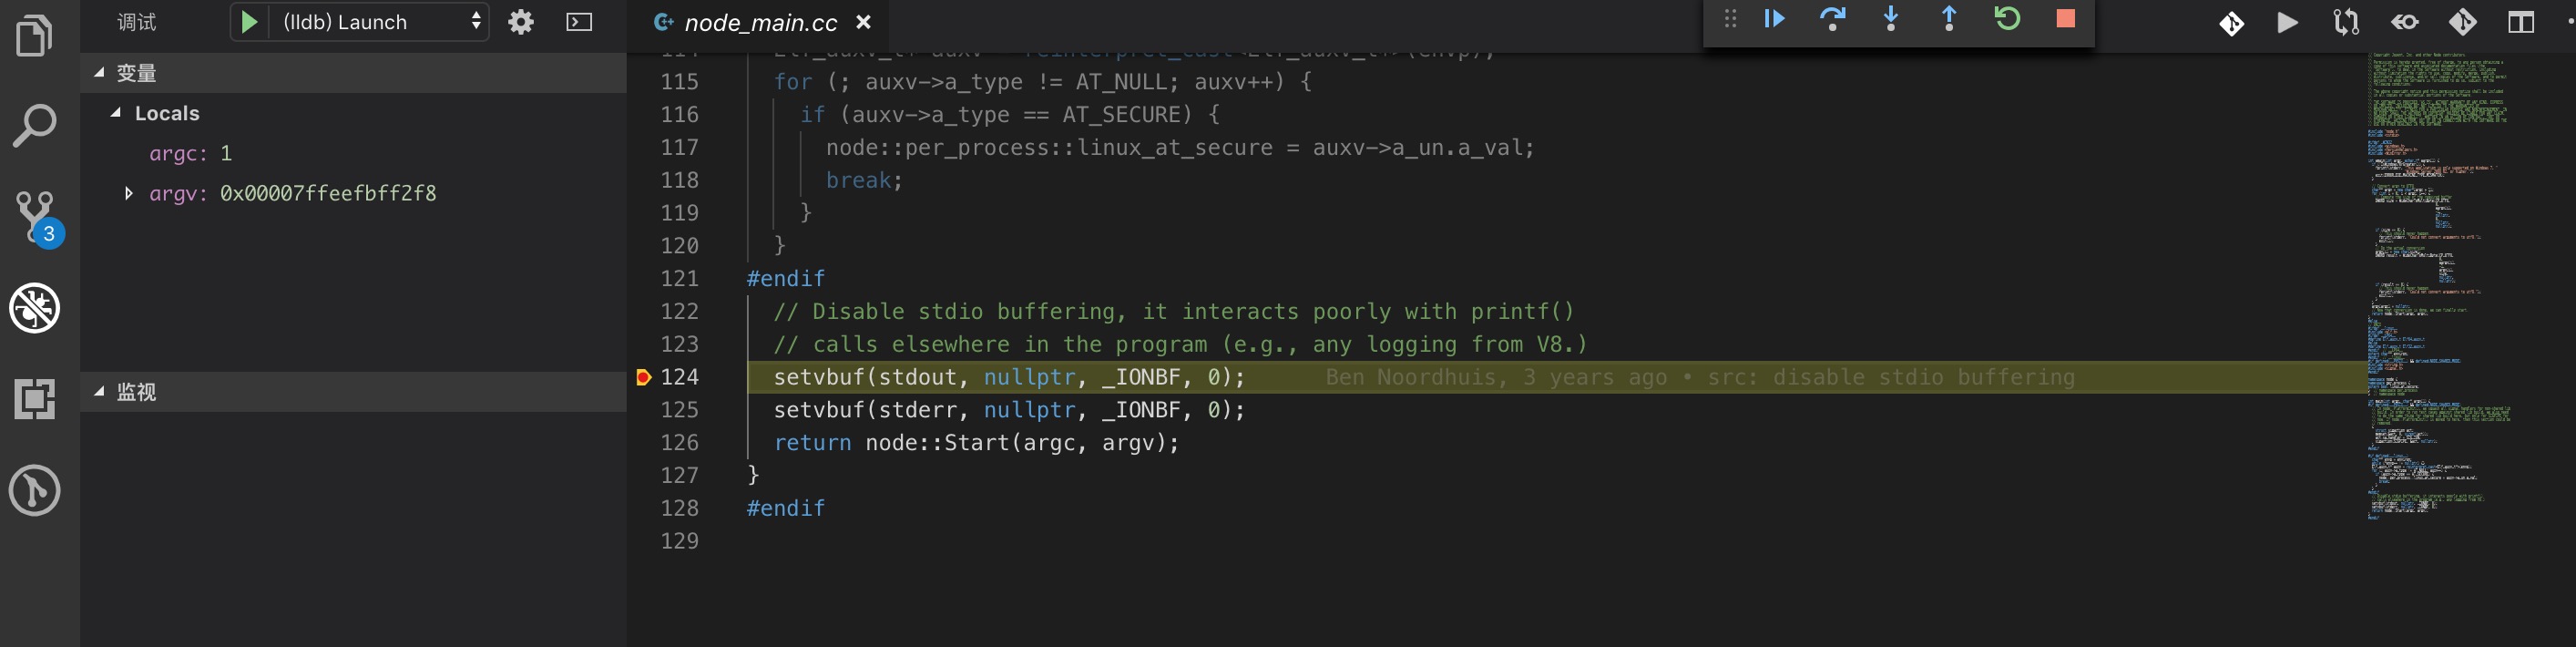 调试
(lldb) Launch
变量
Locals
argc: 1
argv: 0x00007ffeefbff2f8
监视
3
node_main.cc
115 for (; auxv->a_type != AT_NULL; auxv++) {
116 if (auxv->a_type == AT_SECURE) {
117 node::per_process::linux_at_secure = auxv->a_un.a_val;
118 break;
119 }
120 }
121 #endif
122 // Disable stdio buffering, it interacts poorly with printf()
123 // calls elsewhere in the program (e.g., any logging from V8.)
124 setvbuf(stdout, nullptr, _IONBF, 0); Ben Noordhuis, 3 years ago • src: disable stdio buffering
125 setvbuf(stderr, nullptr, _IONBF, 0);
126 return node::Start(argc, argv);
127 }
128 #endif
129